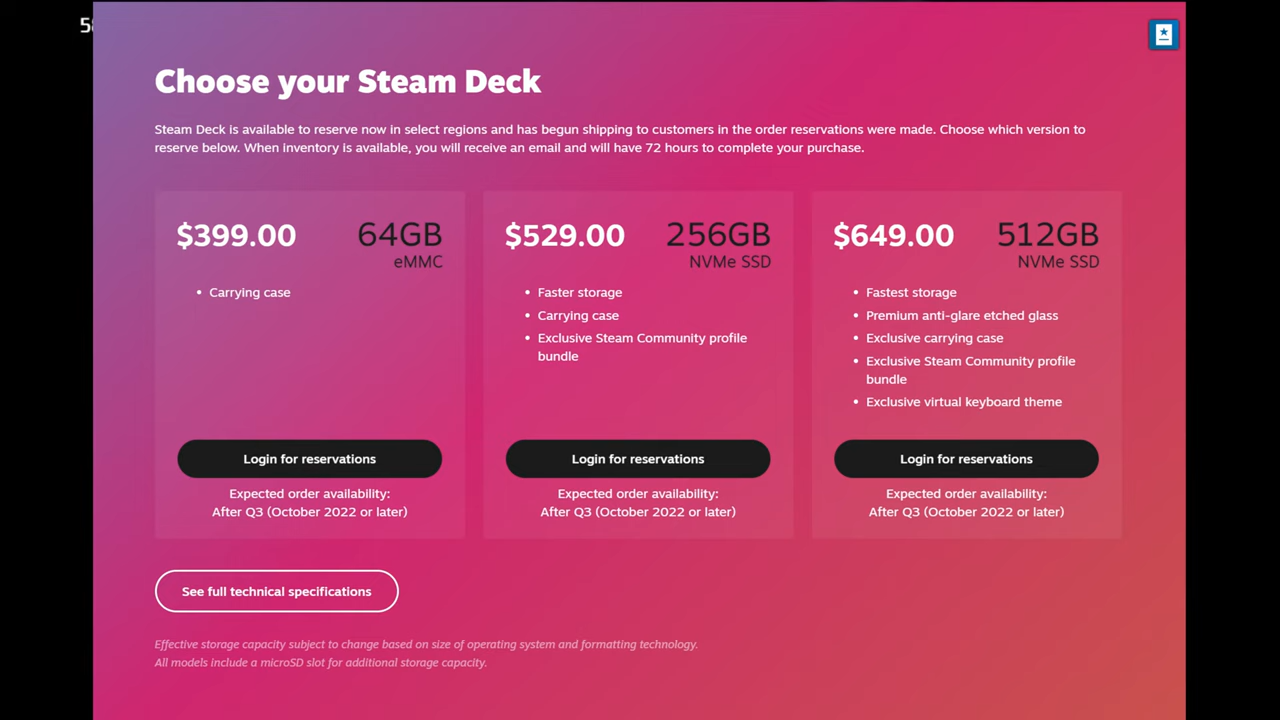 Choose your Steam Deck
Steam Deck is available to reserve now in select regions and has begun shipping to customers in the order reservations were made. Choose which version to
reserve below. When inventory is available, you will receive an email and will have 72 hours to complete your purchase.
$399.00
64GB
eMMC
• Carrying case
Login for reservations
Expected order availability:
After Q3 (October 2022 or later)
$529.00
256GB
NVMe SSD
• Faster storage
• Carrying case
• Exclusive Steam Community profile
bundle
Login for reservations
Expected order availability:
After Q3 (October 2022 or later)
$649.00
512GB
NVMe SSD
• Fastest storage
• Premium anti-glare etched glass
• Exclusive carrying case
• Exclusive Steam Community profile
bundle
• Exclusive virtual keyboard theme
Login for reservations
Expected order availability:
After Q3 (October 2022 or later)
See full technical specifications
Effective storage capacity subject to change based on size of operating system and formatting technology.
All models include a microSD slot for additional storage capacity.